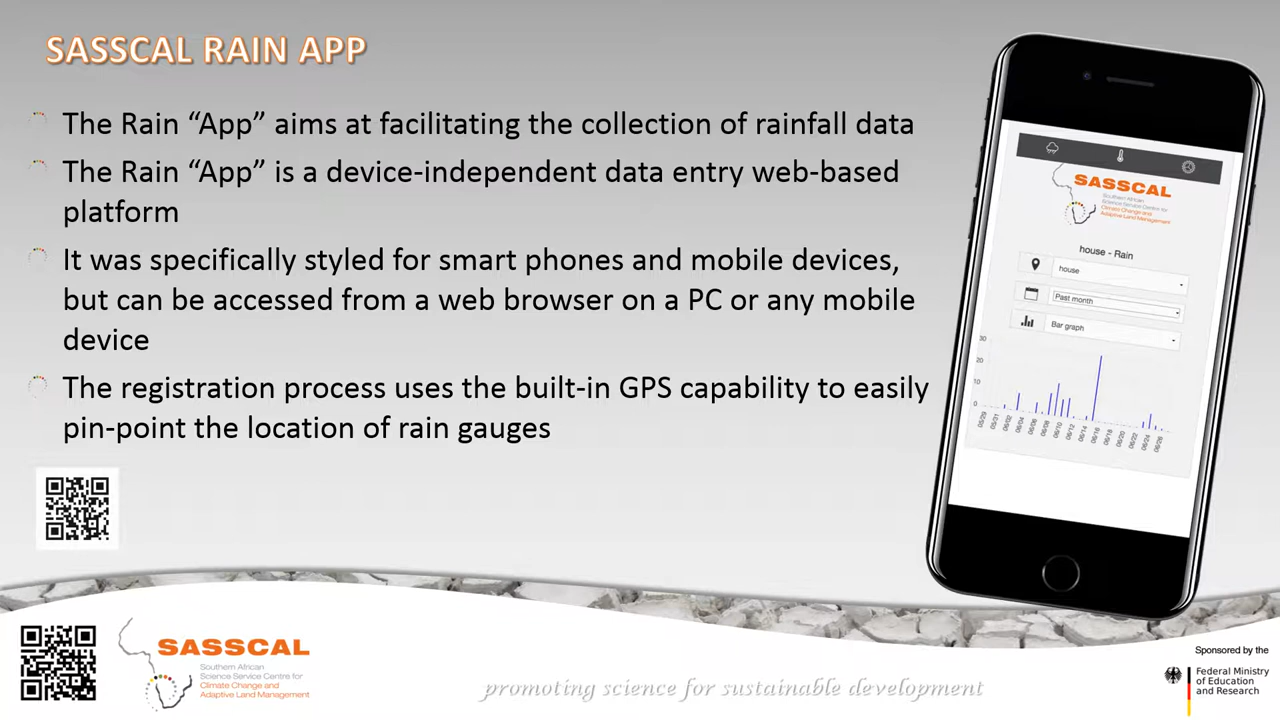 SASSCAL RAIN APP
The Rain “App” aims at facilitating the collection of rainfall data
The Rain “App” is a device-independent data entry web-based
platform
It was specifically styled for smart phones and mobile devices,
but can be accessed from a web browser on a PC or any mobile
device
The registration process uses the built-in GPS capability to easily
pin-point the location of rain gauges
SASSCAL
Southern African
Science Service Centre for
Climate Change and
Adaptive Land Management
house - Rain
house
Past month
Bar graph
30
20
10
0
SASSCAL
Southern African
Science Service Centre for
Climate Change and
Adaptive Land Management
promoting science for sustainable development
Sponsored by the
Federal Ministry
of Education
and Research